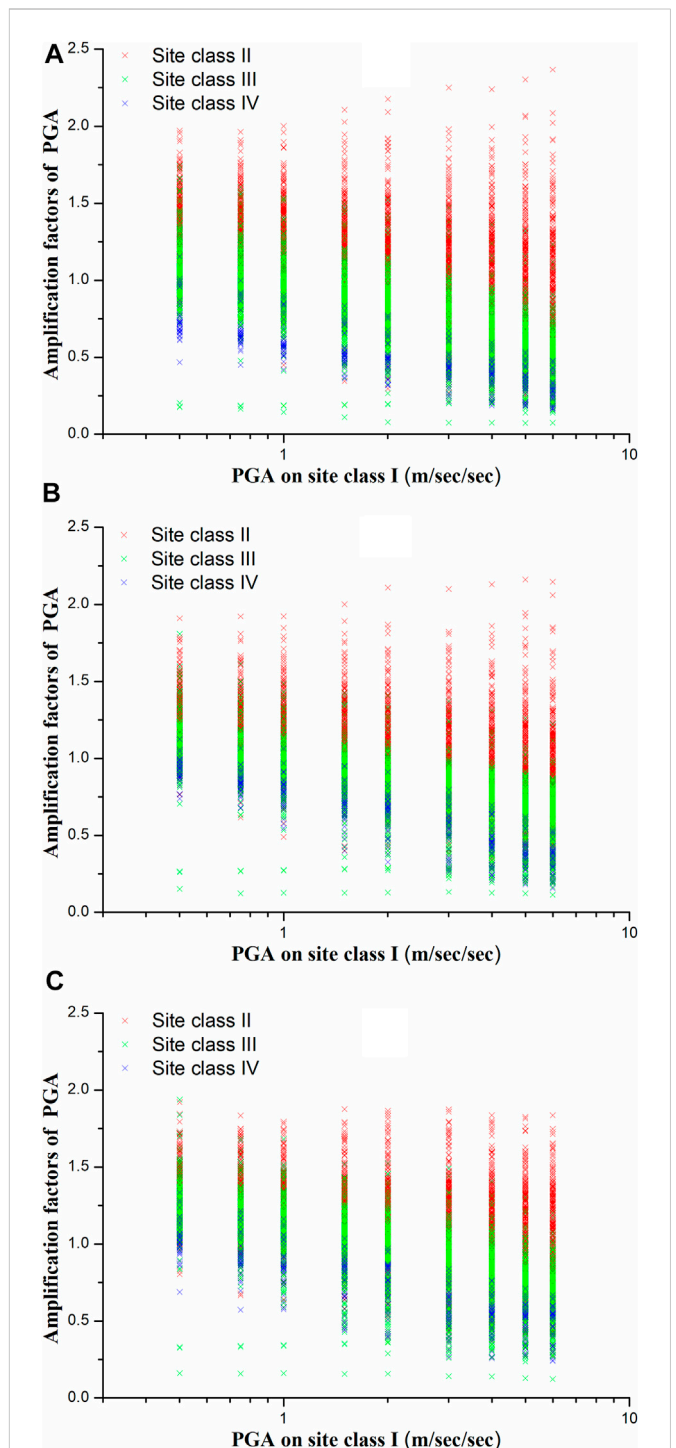 A
2.5
Site class II
Site class III
Site class IV
2.0
1.5
1.0
0.5
0.0
Amplification factors of PGA
1
10
PGA on site class I (m/sec/sec)
B
2.5
Site class II
Site class III
Site class IV
2.0
1.5
1.0
0.5
0.0
Amplification factors of PGA
1
10
PGA on site class I (m/sec/sec)
C
2.5
Site class II
Site class III
Site class IV
2.0
1.5
1.0
0.5
0.0
Amplification factors of PGA
1
10
PGA on site class I (m/sec/sec)